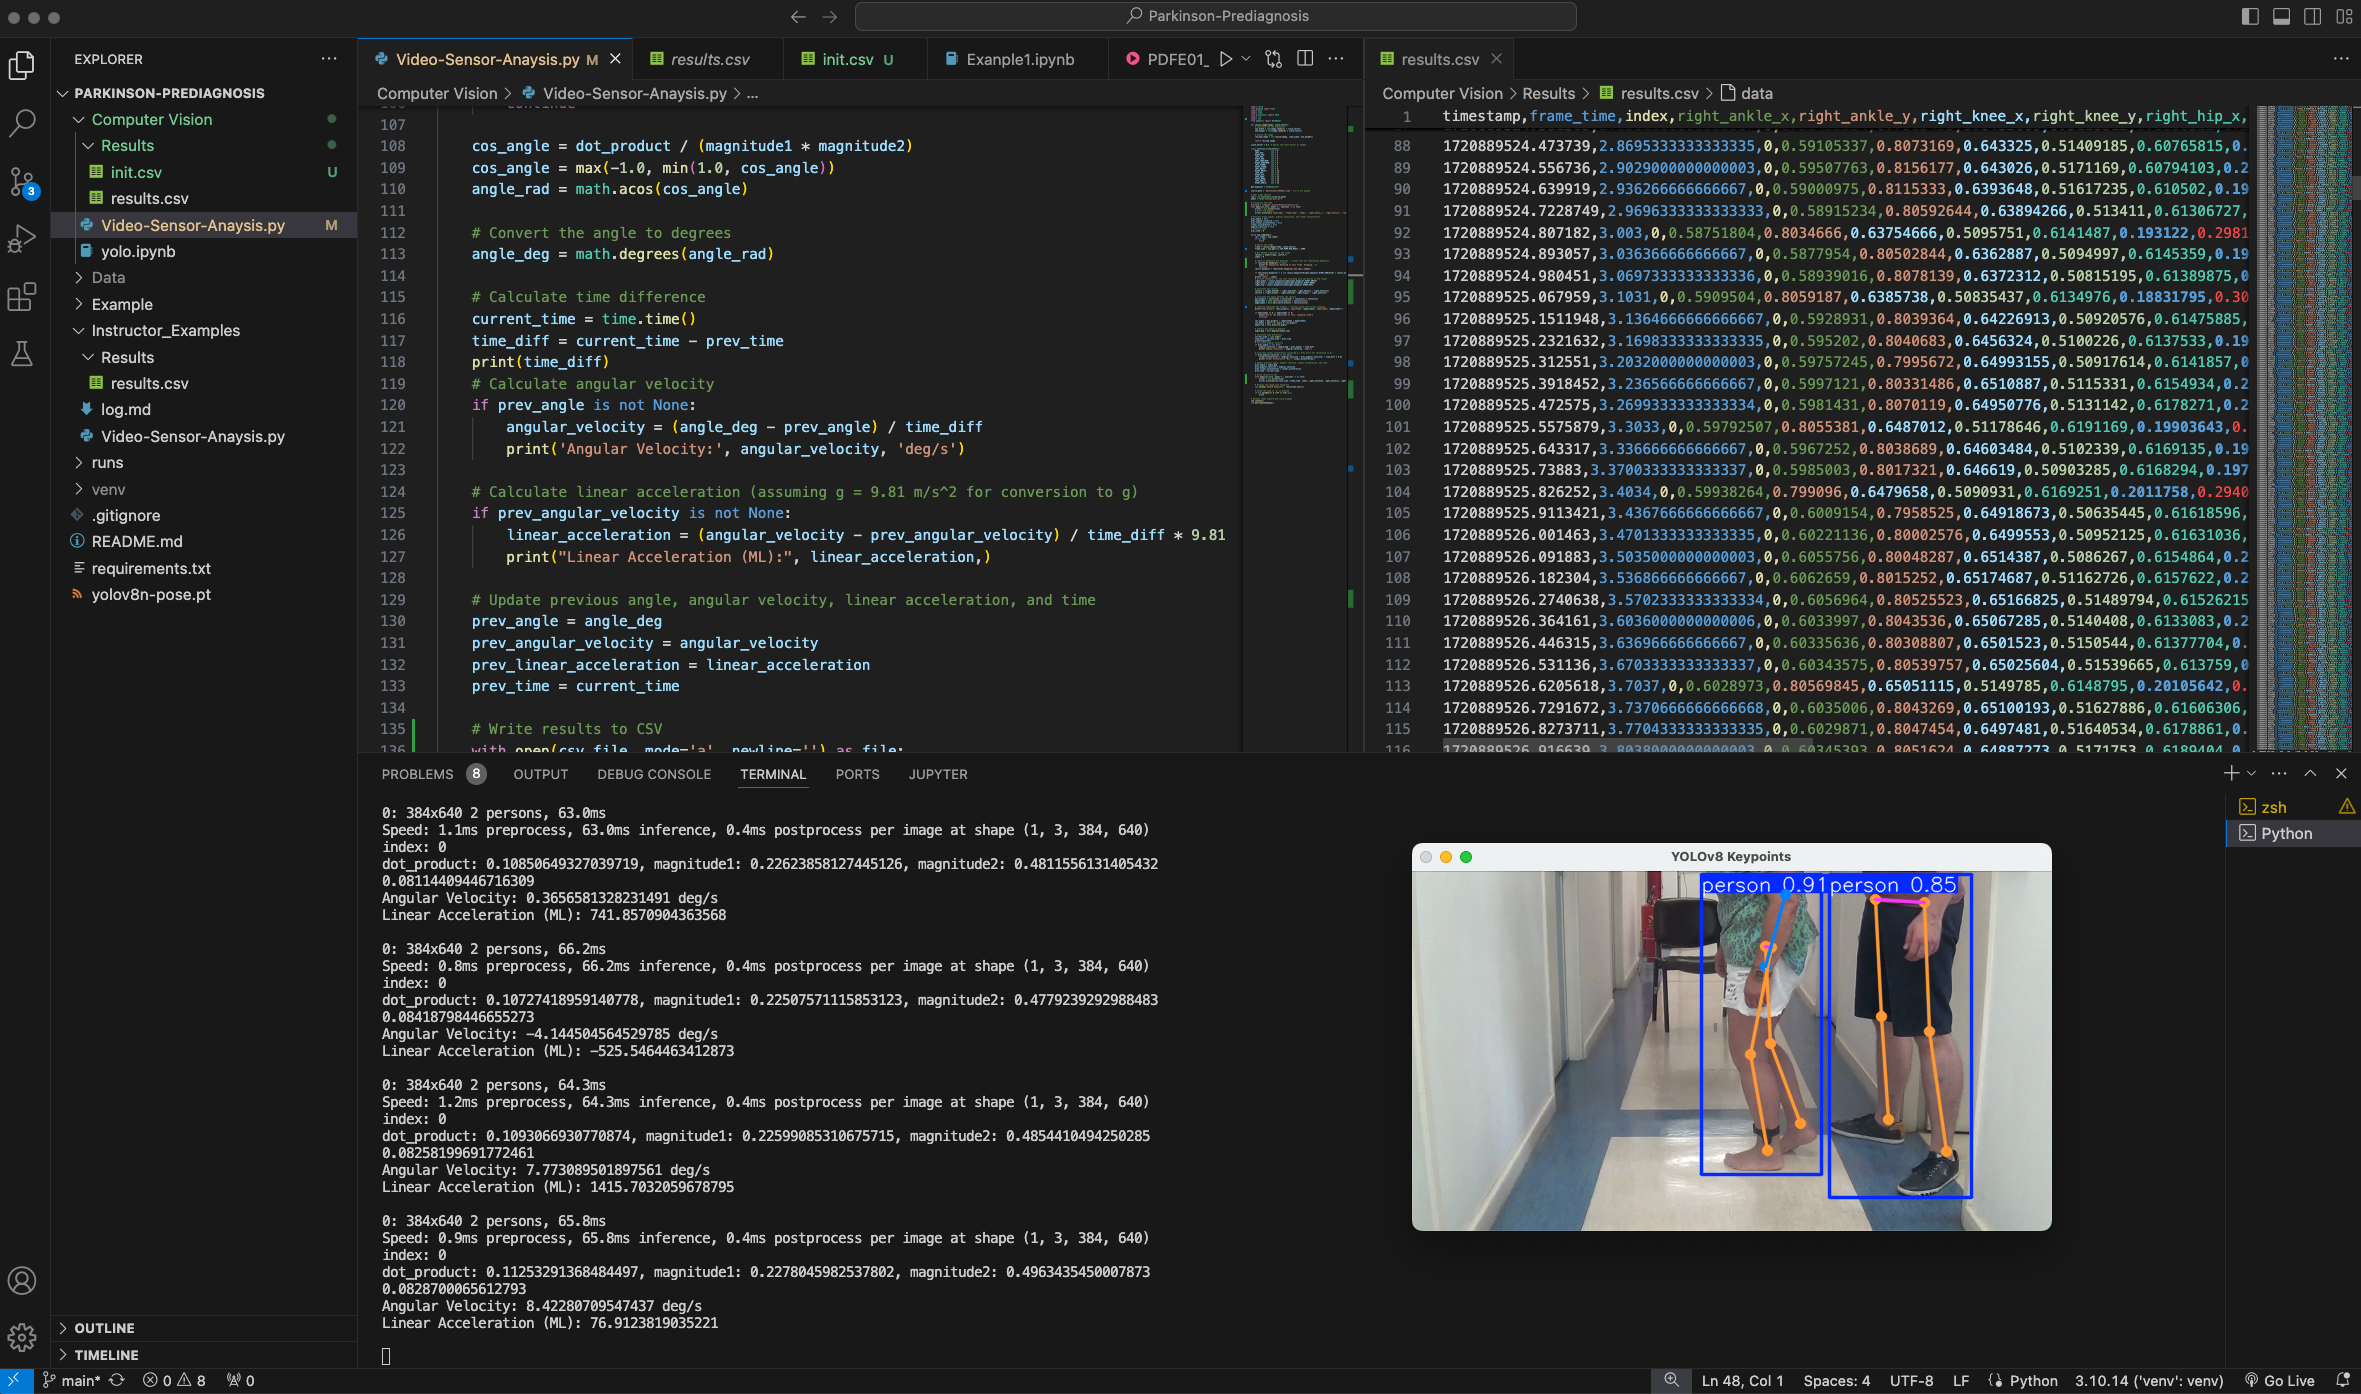 Parkinson-Prediagnosis
EXPLORER
PARKINSON-PREDIAGNOSIS
Computer Vision
Results
init.csv U
results.csv
Video-Sensor-Anaysis.py M
yolo.ipynb
Data
Example
Instructor_Examples
Results
results.csv
log.md
Video-Sensor-Anaysis.py
runs
venv
.gitignore
README.md
requirements.txt
yolov8n-pose.pt
OUTLINE
TIMELINE
3
Video-Sensor-Anaysis.py M
results.csv
init.csv U
Exanple1.ipynb
PDFE01_
Computer Vision > Video-Sensor-Anaysis.py > ...
107
108 cos_angle = dot_product / (magnitude1 * magnitude2)
109 cos_angle = max(-1.0, min(1.0, cos_angle))
110 angle_rad = math.acos(cos_angle)
111
112 # Convert the angle to degrees
113 angle_deg = math.degrees(angle_rad)
114
115 # Calculate time difference
116 current_time = time.time()
117 time_diff = current_time - prev_time
118 print(time_diff)
119 # Calculate angular velocity
120 if prev_angle is not None:
121 angular_velocity = (angle_deg - prev_angle) / time_diff
122 print('Angular Velocity:', angular_velocity, 'deg/s')
123
124 # Calculate linear acceleration (assuming g = 9.81 m/s^2 for conversion to g)
125 if prev_angular_velocity is not None:
126 linear_acceleration = (angular_velocity - prev_angular_velocity) / time_diff * 9.81
127 print("Linear Acceleration (ML):", linear_acceleration,)
128
129 # Update previous angle, angular velocity, linear acceleration, and time
130 prev_angle = angle_deg
131 prev_angular_velocity = angular_velocity
132 prev_linear_acceleration = linear_acceleration
133 prev_time = current_time
134
135 # Write results to CSV
136 with open(csv_file, mode='a', newline='') as file:
results.csv
Computer Vision > Results > results.csv > data
1 timestamp,frame_time,index,right_ankle_x,right_ankle_y,right_knee_x,right_knee_y,right_hip_x,
88 1720889524.473739,2.8695333333333335,0,0.59105337,0.8073169,0.643325,0.51409185,0.60765815,0.
89 1720889524.556736,2.9029000000000003,0,0.59507763,0.8156177,0.643026,0.5171169,0.60794103,0.2
90 1720889524.639919,2.936266666666667,0,0.59000975,0.8115333,0.6393648,0.51617235,0.610502,0.19
91 1720889524.7228749,2.9696333333333333,0,0.58915234,0.80592644,0.63894266,0.513411,0.61306727,
92 1720889524.807182,3.003,0,0.58751804,0.8034666,0.63754666,0.5095751,0.6141487,0.193122,0.2981
93 1720889524.893057,3.0363666666666667,0,0.5877954,0.80502844,0.6362887,0.5094997,0.6145359,0.19
94 1720889524.980451,3.0697333333333336,0,0.58939016,0.8078139,0.6372312,0.50815195,0.61389875,0
95 1720889525.067959,3.1031,0,0.5909504,0.8059187,0.6385738,0.50835437,0.6134976,0.18831795,0.30
96 1720889525.1511948,3.1364666666666667,0,0.5928931,0.8039364,0.64226913,0.50920576,0.61475885,
97 1720889525.2321632,3.1698333333333335,0,0.595202,0.8040683,0.6456324,0.5100226,0.6137533,0.19
98 1720889525.312551,3.2032000000000003,0,0.59757245,0.7995672,0.64993155,0.50917614,0.6141857,0
99 1720889525.3918452,3.236566666666667,0,0.5997121,0.80331486,0.6510887,0.5115331,0.6154934,0.2
100 1720889525.472575,3.2699333333333334,0,0.5981431,0.8070119,0.64950776,0.5131142,0.6178271,0.2
101 1720889525.5575879,3.3033,0,0.59792507,0.8055381,0.6487012,0.51178646,0.6191169,0.19903643,0.
102 1720889525.643317,3.3366666666666667,0,0.5967252,0.8038689,0.64603484,0.5102339,0.6169135,0.19
103 1720889525.73883,3.3700333333333337,0,0.5985003,0.8017321,0.646619,0.50903285,0.6168294,0.197
104 1720889525.826252,3.4034,0,0.59938264,0.799096,0.6479658,0.5090931,0.6169251,0.2011758,0.2940
105 1720889525.9113421,3.4367666666666667,0,0.6009154,0.7958525,0.64918673,0.50635445,0.61618596,
106 1720889526.001463,3.4701333333333335,0,0.60221136,0.80002576,0.6499553,0.50952125,0.61631036,
107 1720889526.091883,3.5035000000000003,0,0.6055756,0.80048287,0.6514387,0.5086267,0.6154864,0.2
108 1720889526.182304,3.536866666666667,0,0.6062659,0.8015252,0.65174687,0.51162726,0.6157622,0.2
109 1720889526.2740638,3.5702333333333334,0,0.6056964,0.80525523,0.65166825,0.51489794,0.61526215
110 1720889526.364161,3.6036000000000006,0,0.6033997,0.8043536,0.65067285,0.5140408,0.6133083,0.2
111 1720889526.446315,3.636966666666667,0,0.60335636,0.80308807,0.6501523,0.5150544,0.61377704,0.
112 1720889526.531136,3.6703333333333337,0,0.60343575,0.80539757,0.65025604,0.51539665,0.613759,0
113 1720889526.6205618,3.7037,0,0.6028973,0.80569845,0.65051115,0.5149785,0.6148795,0.20105642,0.
114 1720889526.7291672,3.7370666666666668,0,0.6035006,0.8043269,0.65100193,0.51627886,0.61606306,
115 1720889526.8273711,3.7704333333333335,0,0.6029871,0.8047454,0.6497481,0.51640534,0.6178861,0.
116 1720889526.916639,3.8038000000000003,0,0.60345393,0.8051624,0.64887273,0.5171753,0.6189404,0.
PROBLEMS 8 OUTPUT DEBUG CONSOLE TERMINAL PORTS JUPYTER
0: 384x640 2 persons, 63.0ms
Speed: 1.1ms preprocess, 63.0ms inference, 0.4ms postprocess per image at shape (1, 3, 384, 640)
index: 0
dot_product: 0.10850649327039719, magnitude1: 0.22623858127445126, magnitude2: 0.4811556131405432
0.08114409446716309
Angular Velocity: 0.3656581328231491 deg/s
Linear Acceleration (ML): 741.8570904363568
0: 384x640 2 persons, 66.2ms
Speed: 0.8ms preprocess, 66.2ms inference, 0.4ms postprocess per image at shape (1, 3, 384, 640)
index: 0
dot_product: 0.10727418959140778, magnitude1: 0.22507571115853123, magnitude2: 0.4779239292988483
0.08418798446655273
Angular Velocity: -4.144504564529785 deg/s
Linear Acceleration (ML): -525.5464463412873
0: 384x640 2 persons, 64.3ms
Speed: 1.2ms preprocess, 64.3ms inference, 0.4ms postprocess per image at shape (1, 3, 384, 640)
index: 0
dot_product: 0.1093066930770874, magnitude1: 0.22599085310675715, magnitude2: 0.4854410494250285
0.08258199691772461
Angular Velocity: 7.773089501897561 deg/s
Linear Acceleration (ML): 1415.7032059678795
0: 384x640 2 persons, 65.8ms
Speed: 0.9ms preprocess, 65.8ms inference, 0.4ms postprocess per image at shape (1, 3, 384, 640)
index: 0
dot_product: 0.11253291368484497, magnitude1: 0.2278045982537802, magnitude2: 0.4963435450007873
0.0828700065612793
Angular Velocity: 8.42280709547437 deg/s
Linear Acceleration (ML): 76.9123819035221
YOLOv8 Keypoints
person 0.91
person 0.85
zsh
Python
main* 0 8 0
Ln 48, Col 1 Spaces: 4 UTF-8 LF Python 3.10.14 ('venv': venv) Go Live